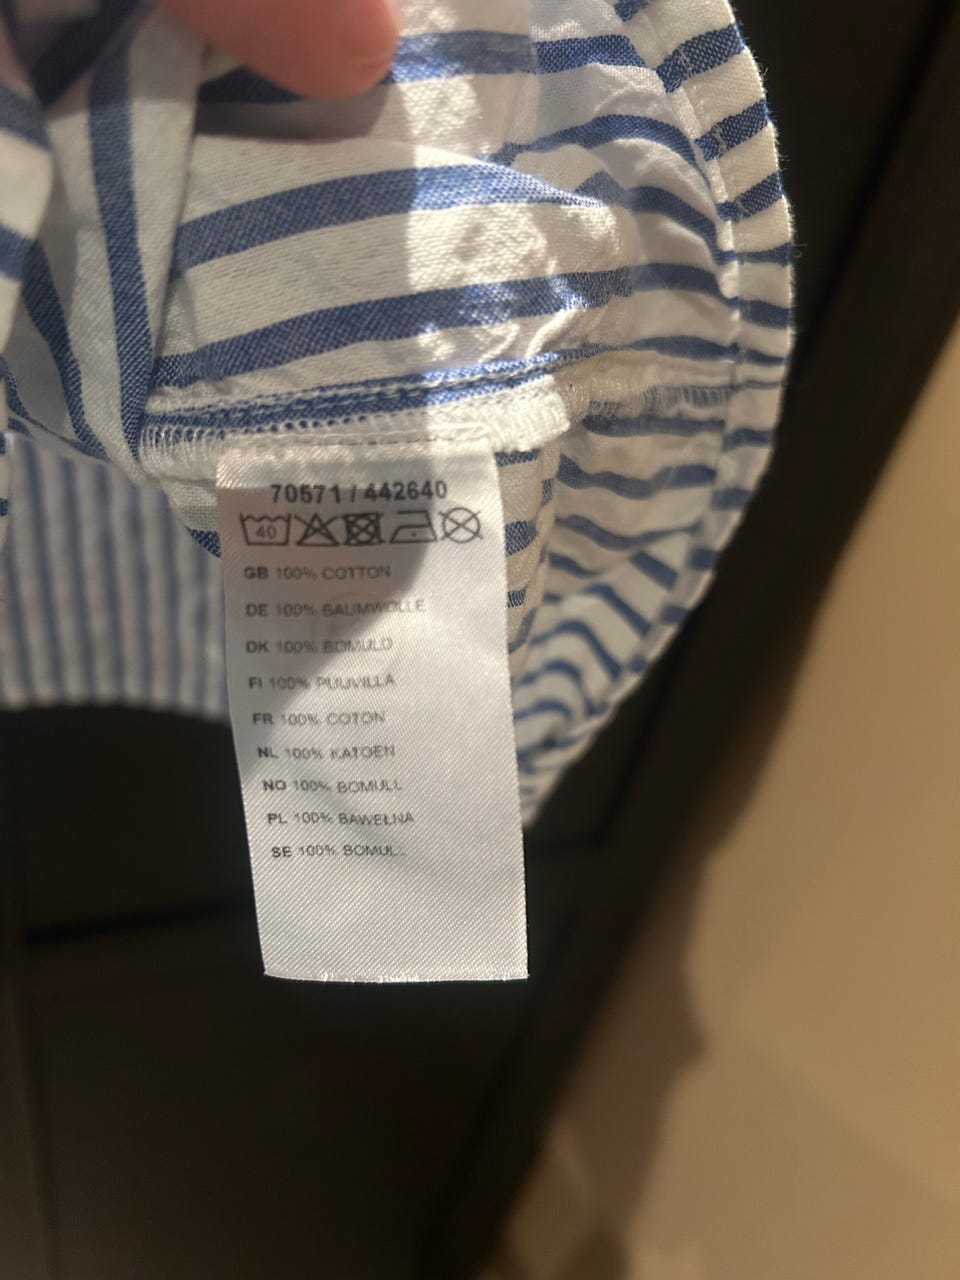 70571 / 442640
40
GB 100% COTTON
DE 100% BAUMWOLLE
DK 100% BOMULD
FI 100% PUUVILLA
FR 100% COTON
NL 100% KATOEN
NO 100% BOMULL
PL 100% BAWEŁNA
SE 100% BOMULL